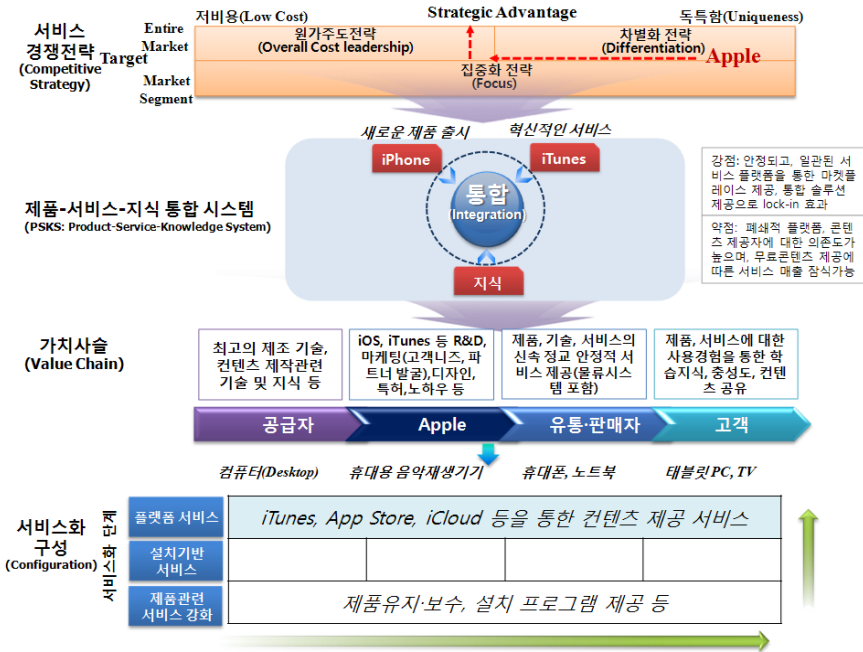 서비스
경쟁전략
(Competitive
Strategy)
저비용(Low Cost)
Strategic Advantage
독특함(Uniqueness)
Entire
Market
Target
Market
Segment
원가주도전략
(Overall Cost leadership)
차별화 전략
(Differentiation)
Apple
집중화 전략
(Focus)
새로운 제품 출시
혁신적인 서비스
iPhone
iTunes
통합
(Integration)
지식
제품-서비스-지식 통합 시스템
(PSKS: Product-Service-Knowledge System)
강점: 안정되고, 일관된 서
비스 플랫폼을 통한 마켓플
레이스 제공, 통합 솔루션
제공으로 lock-in 효과
약점: 폐쇄적 플랫폼, 콘텐
츠 제공자에 대한 의존도가
높으며, 무료콘텐츠 제공에
따른 서비스 매출 잠식가능
가치사슬
(Value Chain)
최고의 제조 기술,
컨텐츠 제작관련
기술 및 지식 등
iOS, iTunes 등 R&D,
마케팅(고객니즈, 파
트너 발굴),디자인,
특허,노하우 등
제품, 기술, 서비스의
신속 정교 안정적 서
비스 제공(물류시스
템 포함)
제품, 서비스에 대한
사용경험을 통한 학
습지식, 충성도, 컨텐
츠 공유
공급자
Apple
유통·판매자
고객
컴퓨터(Desktop)
휴대용 음악재생기기
휴대폰, 노트북
태블릿 PC, TV
서비스화
구성
(Configuration)
서비스화 단계
플랫폼 서비스
iTunes, App Store, iCloud 등을 통한 컨텐츠 제공 서비스
설치기반
서비스
제품관련
서비스 강화
제품유지·보수, 설치 프로그램 제공 등